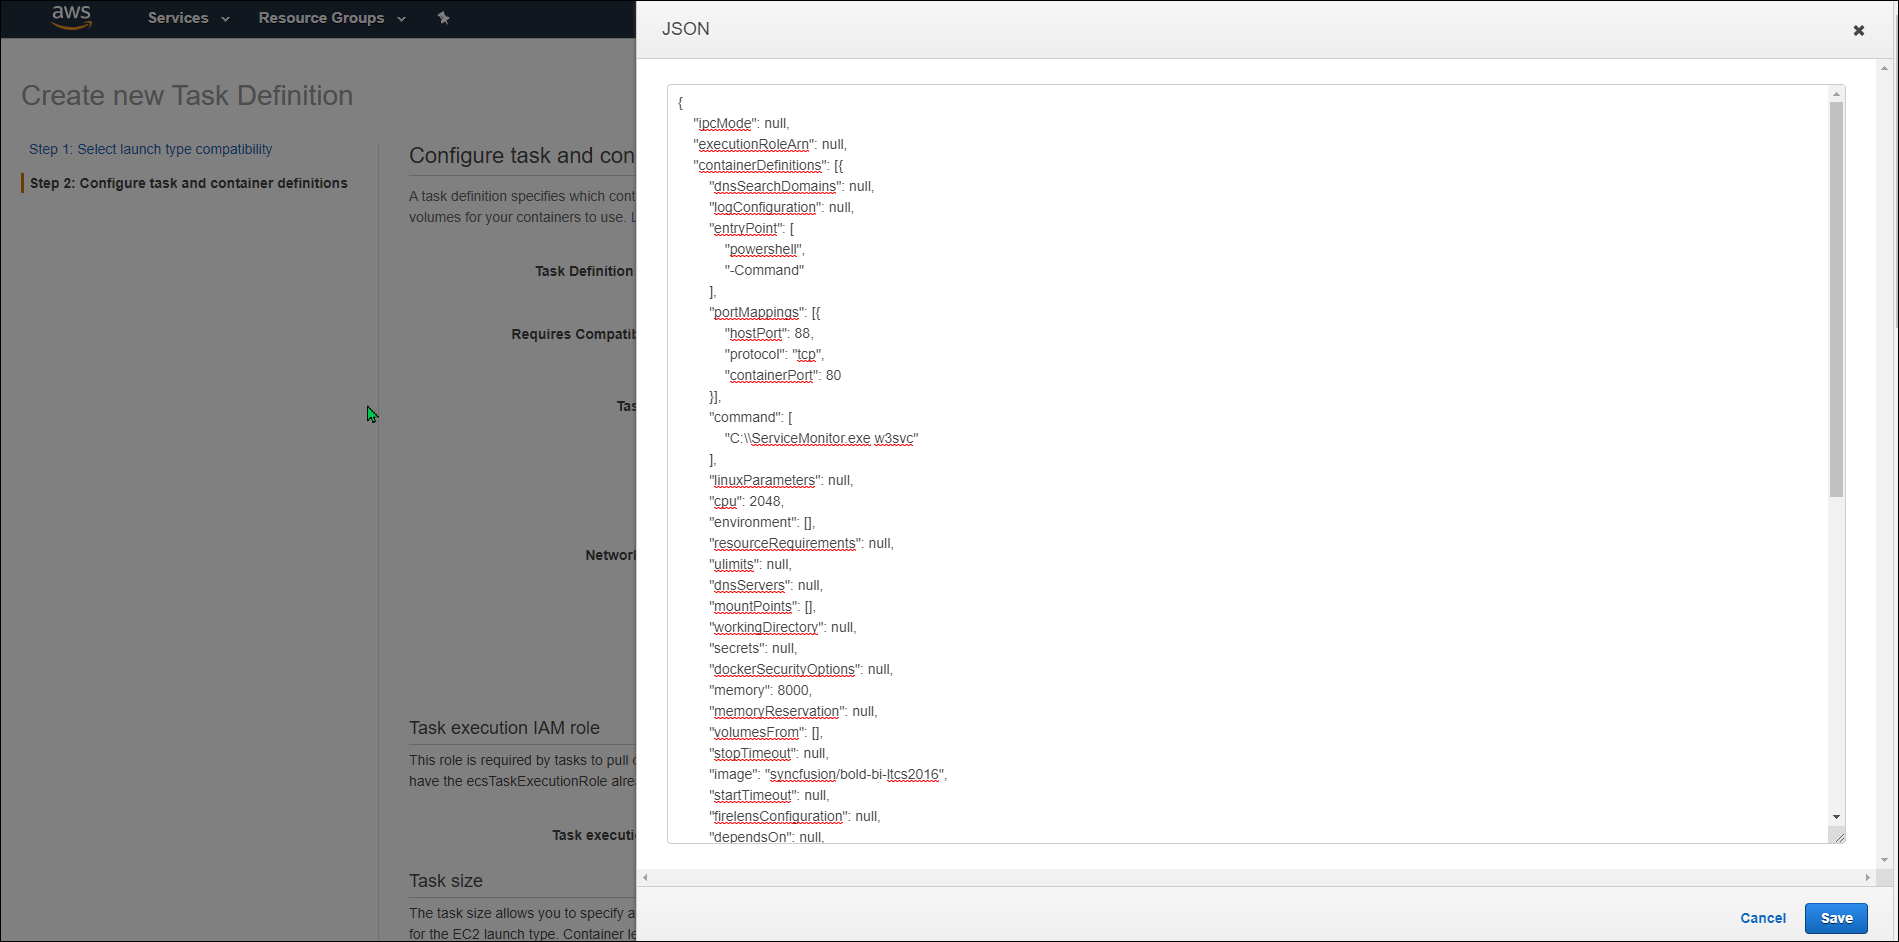 aws
Services
Resource Groups
Create new Task Definition
Step 1: Select launch type compatibility
Step 2: Configure task and container definitions
Configure task and con
A task definition specifies which cont
volumes for your containers to use. L
Task Definition
Requires Compatib
Tas
Network
Task execution IAM role
This role is required by tasks to pull c
have the ecsTaskExecutionRole alre
Task executi
Task size
The task size allows you to specify a
for the EC2 launch type. Container le
JSON
{
"ipcMode": null,
"executionRoleArn": null,
"containerDefinitions": [{
"dnsSearchDomains": null,
"logConfiguration": null,
"entryPoint": [
"powershell",
"-Command"
],
"portMappings": [{
"hostPort": 88,
"protocol": "tcp",
"containerPort": 80
}],
"command": [
"C:\\ServiceMonitor.exe w3svc"
],
"linuxParameters": null,
"cpu": 2048,
"environment": [],
"resourceRequirements": null,
"ulimits": null,
"dnsServers": null,
"mountPoints": [],
"workingDirectory": null,
"secrets": null,
"dockerSecurityOptions": null,
"memory": 8000,
"memoryReservation": null,
"volumesFrom": [],
"stopTimeout": null,
"image": "syncfusion/bold-bi-ltcs2016",
"startTimeout": null,
"firelensConfiguration": null,
"dependsOn": null,
Cancel
Save